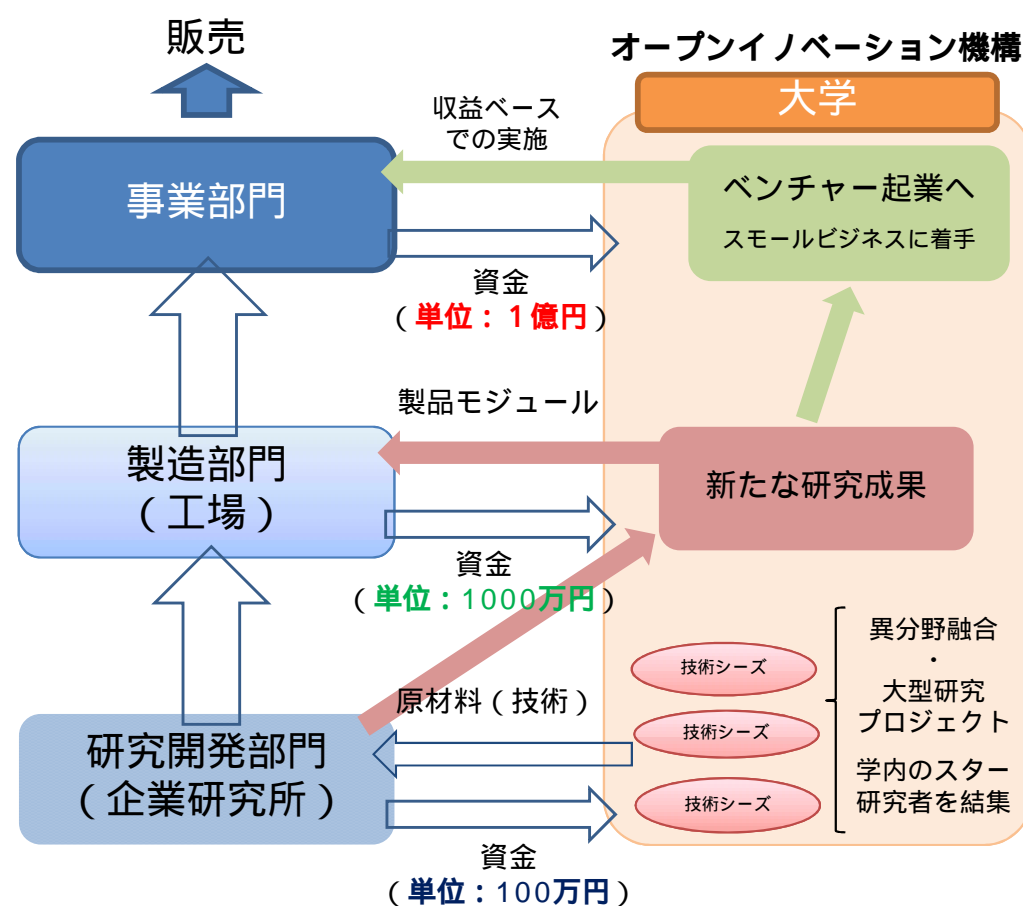 販売
オープンイノベーション機構
大学
収益ベース
での実施
事業部門
ベンチャー起業へ
スモールビジネスに着手
資金
（単位：１億円）
製品モジュール
製造部門
（工場）
新たな研究成果
資金
（単位：1000万円）
異分野融合
・
大型研究
プロジェクト
学内のスター
研究者を結集
技術シーズ
技術シーズ
技術シーズ
原材料（技術）
研究開発部門
（企業研究所）
資金
（単位：100万円）